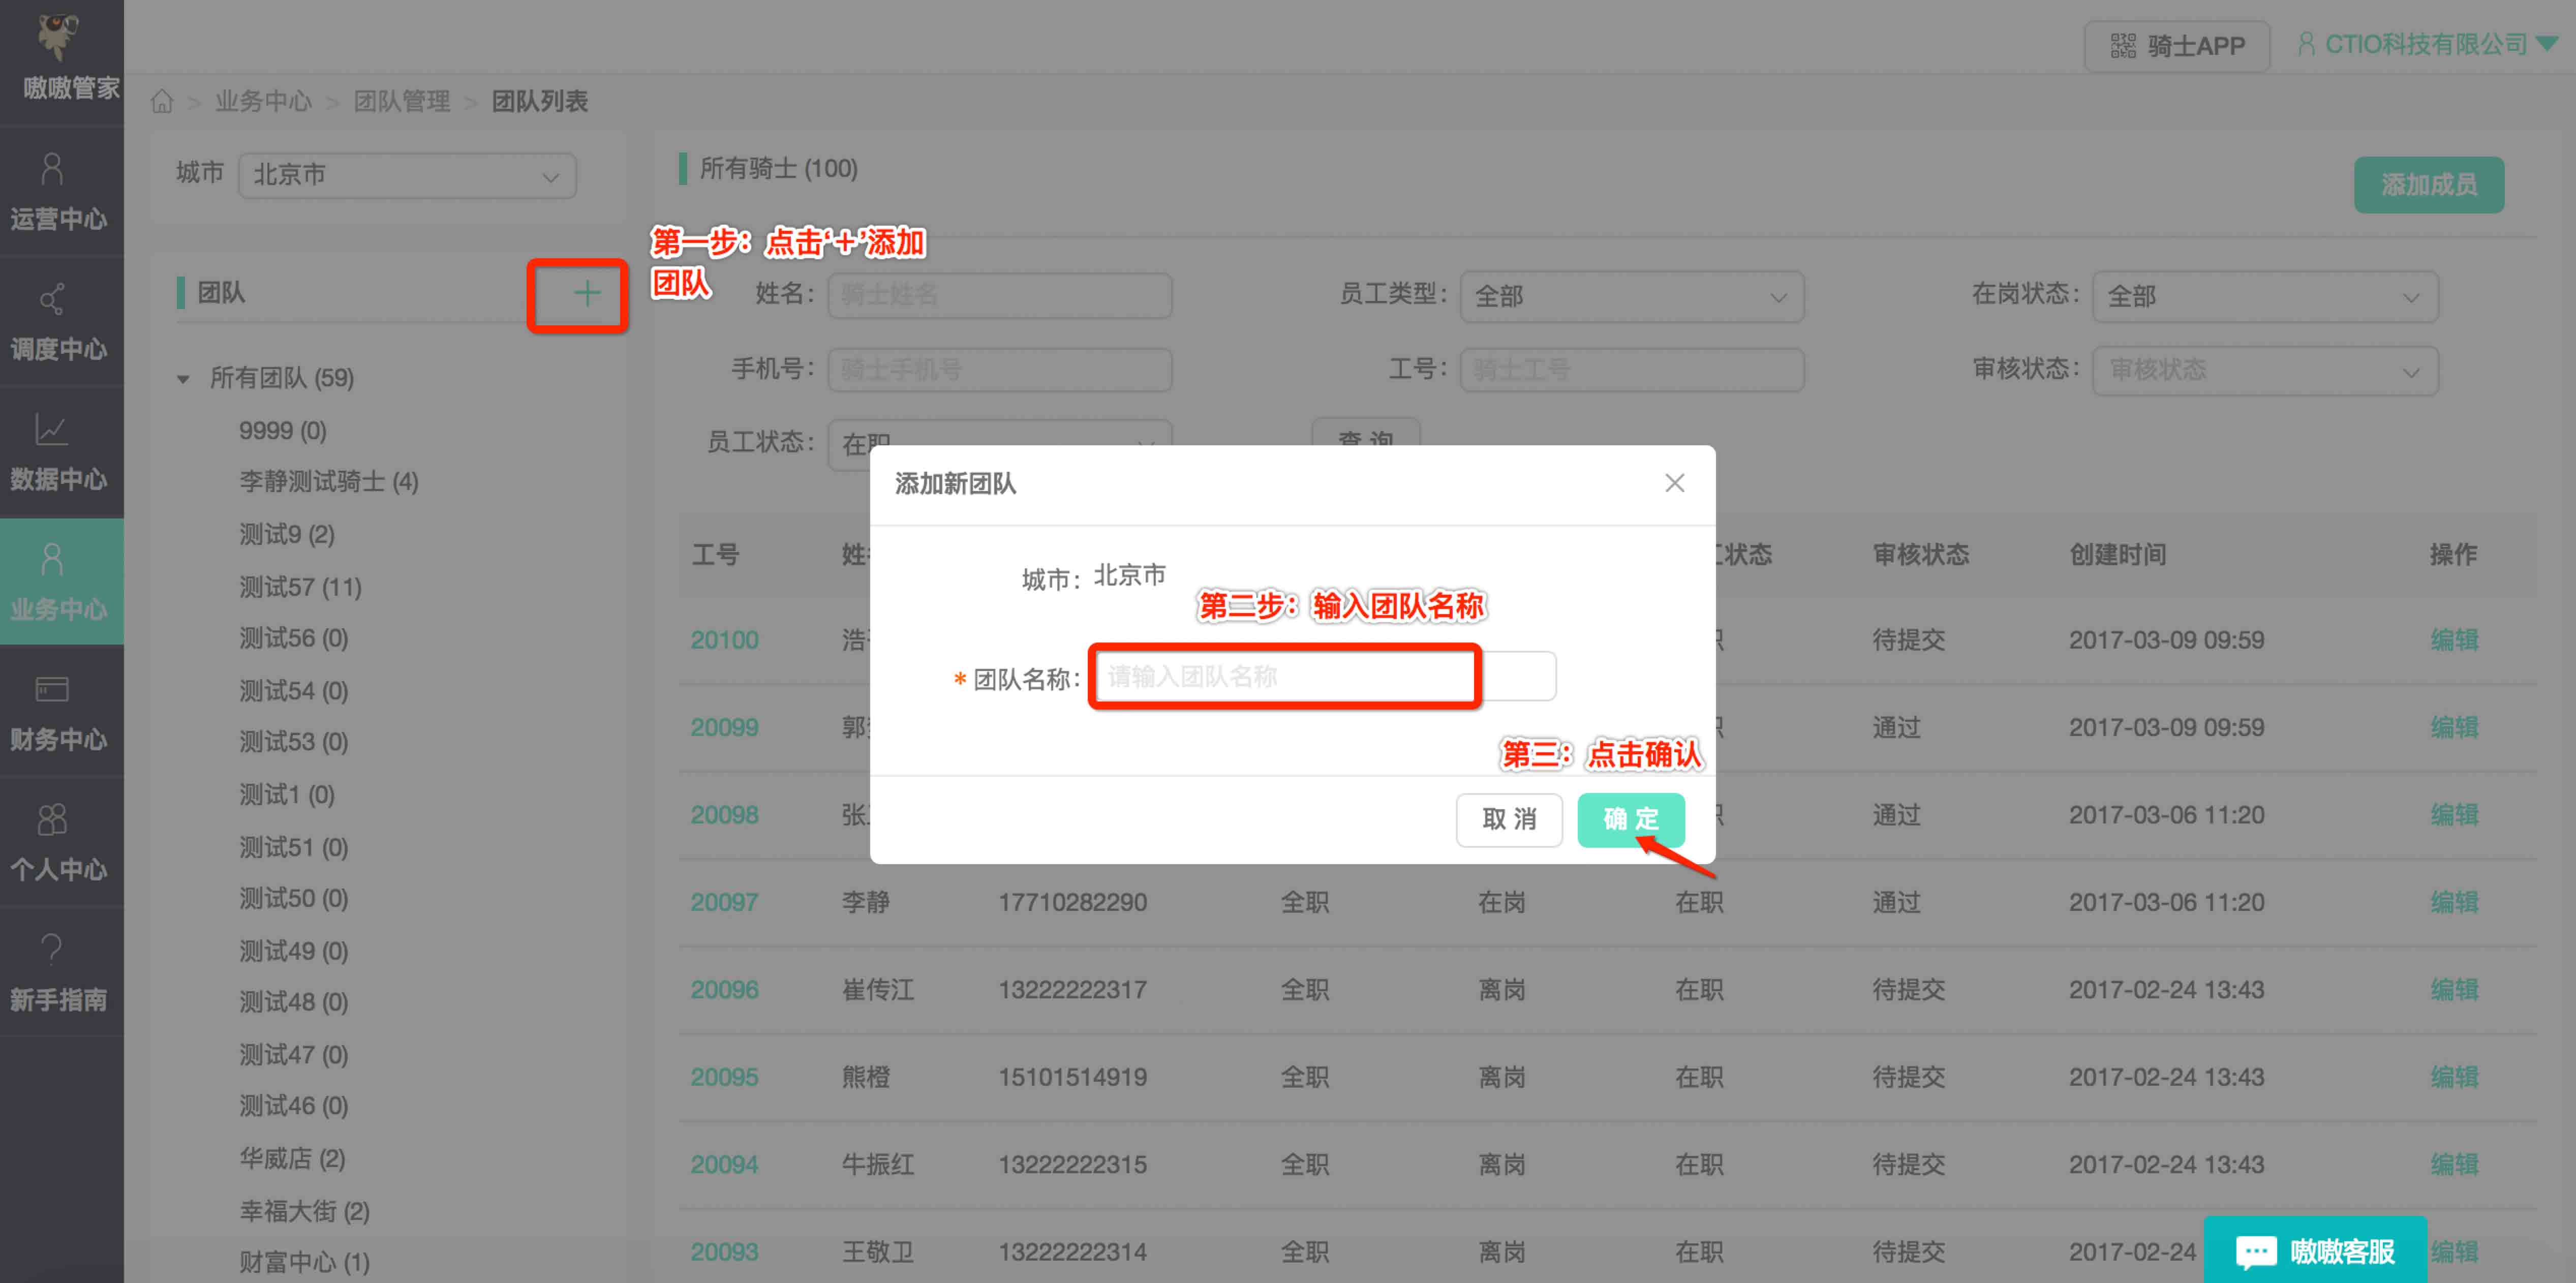 嗷嗷管家
骑士APP
CTIO科技有限公司
> 业务中心 > 团队管理 > 团队列表
运营中心
调度中心
数据中心
业务中心
财务中心
个人中心
新手指南
城市 北京市
团队
所有团队 (59)
9999 (0)
李静测试骑士 (4)
测试9 (2)
测试57 (11)
测试56 (0)
测试54 (0)
测试53 (0)
测试1 (0)
测试51 (0)
测试50 (0)
测试49 (0)
测试48 (0)
测试47 (0)
测试46 (0)
华威店 (2)
幸福大街 (2)
财富中心 (1)
所有骑士 (100)
添加成员
第一步：点击‘+’添加
团队
姓名： 骑士姓名 员工类型： 全部 在岗状态： 全部
手机号： 骑士手机号 工号： 骑士工号 审核状态： 审核状态
员工状态： 在职 查 询
添加新团队
城市： 北京市
第二步：输入团队名称
* 团队名称： 请输入团队名称
第三：点击确认
取 消 确 定
工号 状态 审核状态 创建时间 操作
20100 浩 待提交 2017-03-09 09:59 编辑
20099 郭 通过 2017-03-09 09:59 编辑
20098 张 通过 2017-03-06 11:20 编辑
20097 李静 17710282290 全职 在岗 在职 通过 2017-03-06 11:20 编辑
20096 崔传江 13222222317 全职 离岗 在职 待提交 2017-02-24 13:43 编辑
20095 熊橙 15101514919 全职 离岗 在职 待提交 2017-02-24 13:43 编辑
20094 牛振红 13222222315 全职 离岗 在职 待提交 2017-02-24 13:43 编辑
20093 王敬卫 13222222314 全职 离岗 在职 待提交 2017-02-24 编辑
嗷嗷客服